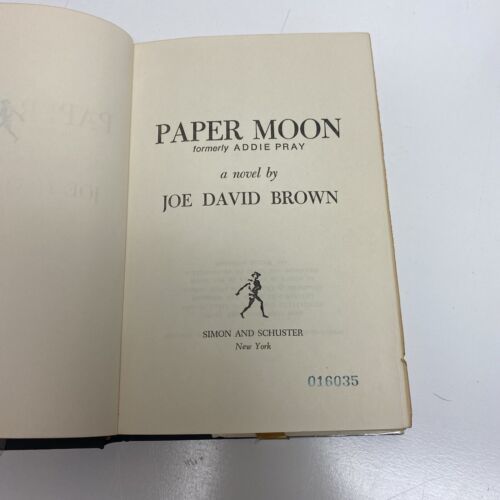 PAPER MOON
formerly ADDIE PRAY
a novel by
JOE DAVID BROWN
SIMON AND SCHUSTER
New York
016035